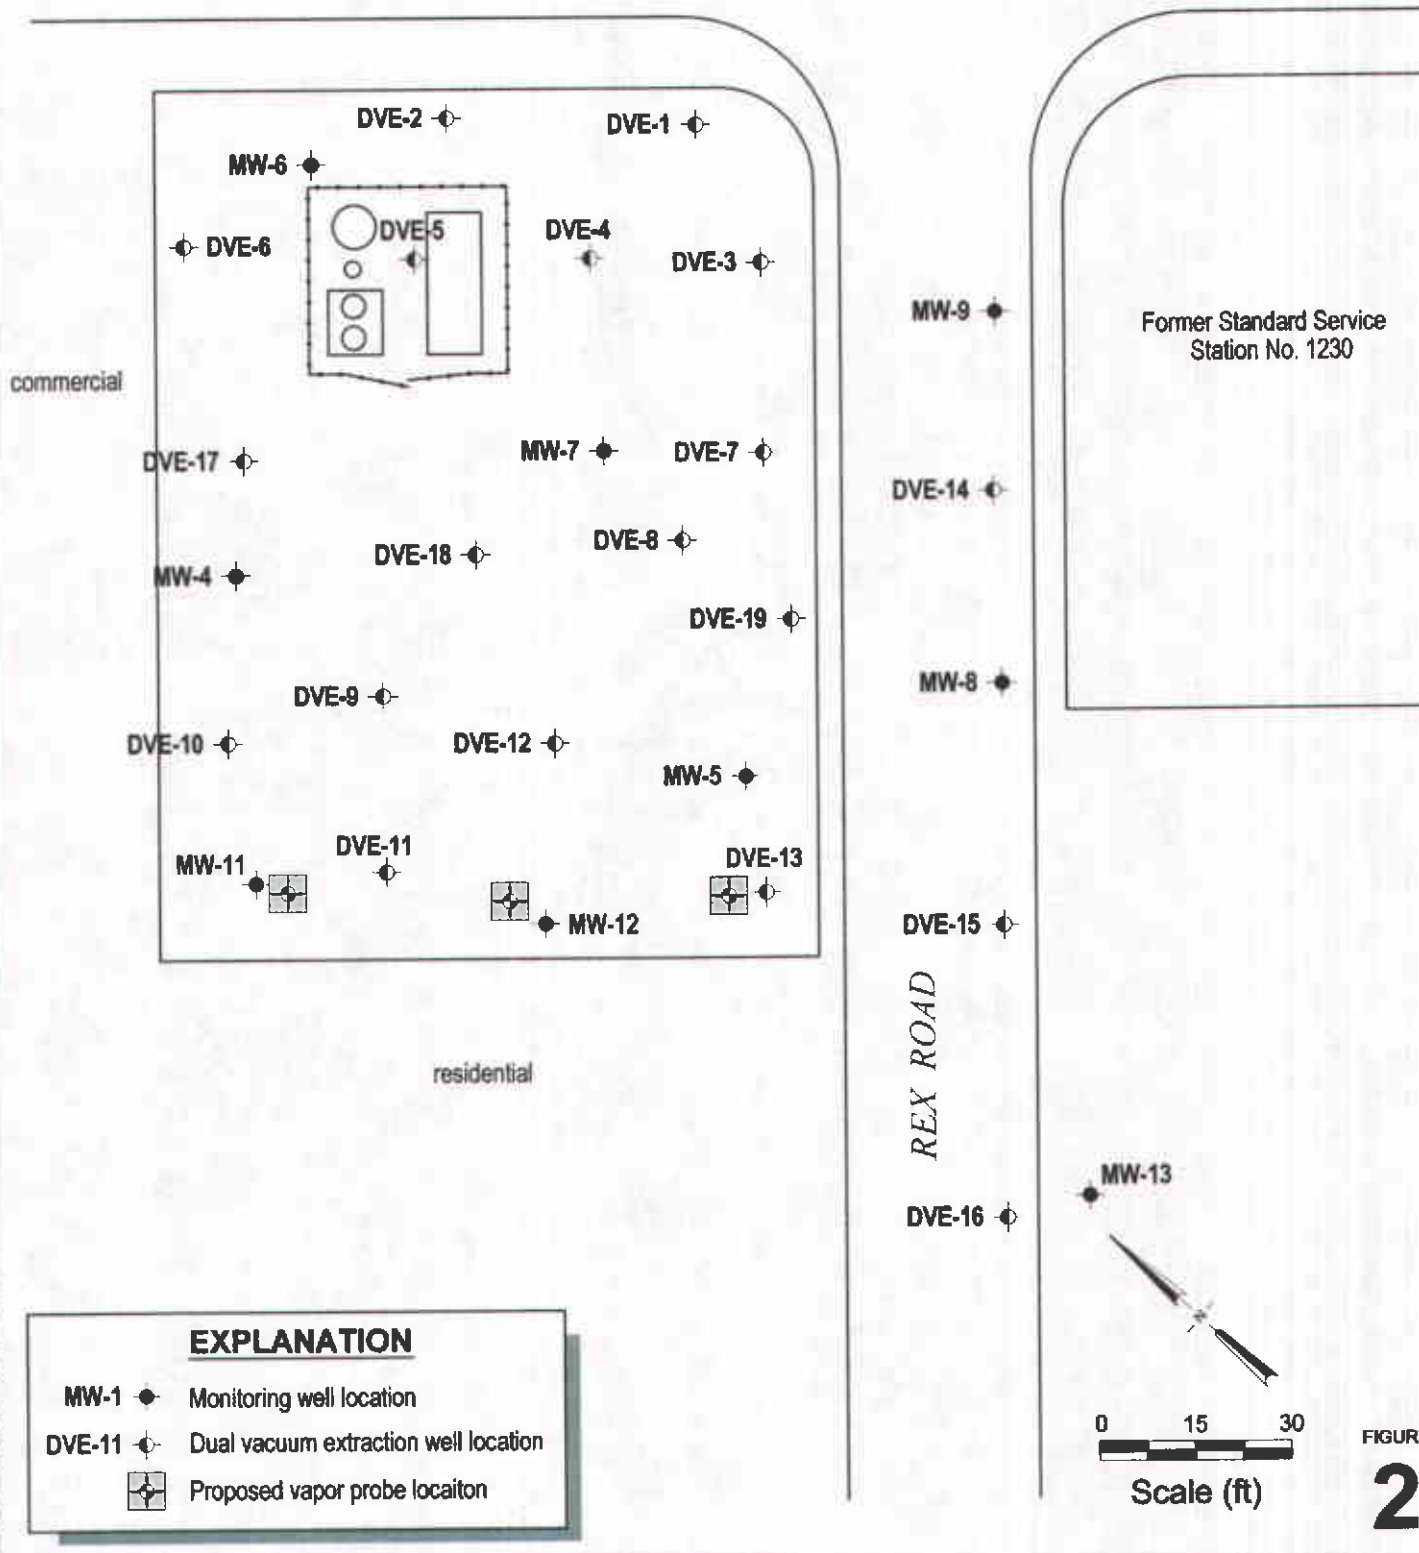 DVE-2
DVE-1
MW-6
DVE-6
DVE-5
DVE-4
DVE-3
MW-9
Former Standard Service
Station No. 1230
commercial
DVE-17
MW-7
DVE-7
DVE-14
DVE-18
DVE-8
MW-4
DVE-19
DVE-9
MW-8
DVE-10
DVE-12
MW-5
MW-11
DVE-11
DVE-13
MW-12
DVE-15
REX ROAD
residential
MW-13
DVE-16
N
EXPLANATION
MW-1 Monitoring well location
DVE-11 Dual vacuum extraction well location
Proposed vapor probe locaiton
0 15 30
Scale (ft)
FIGUR
2